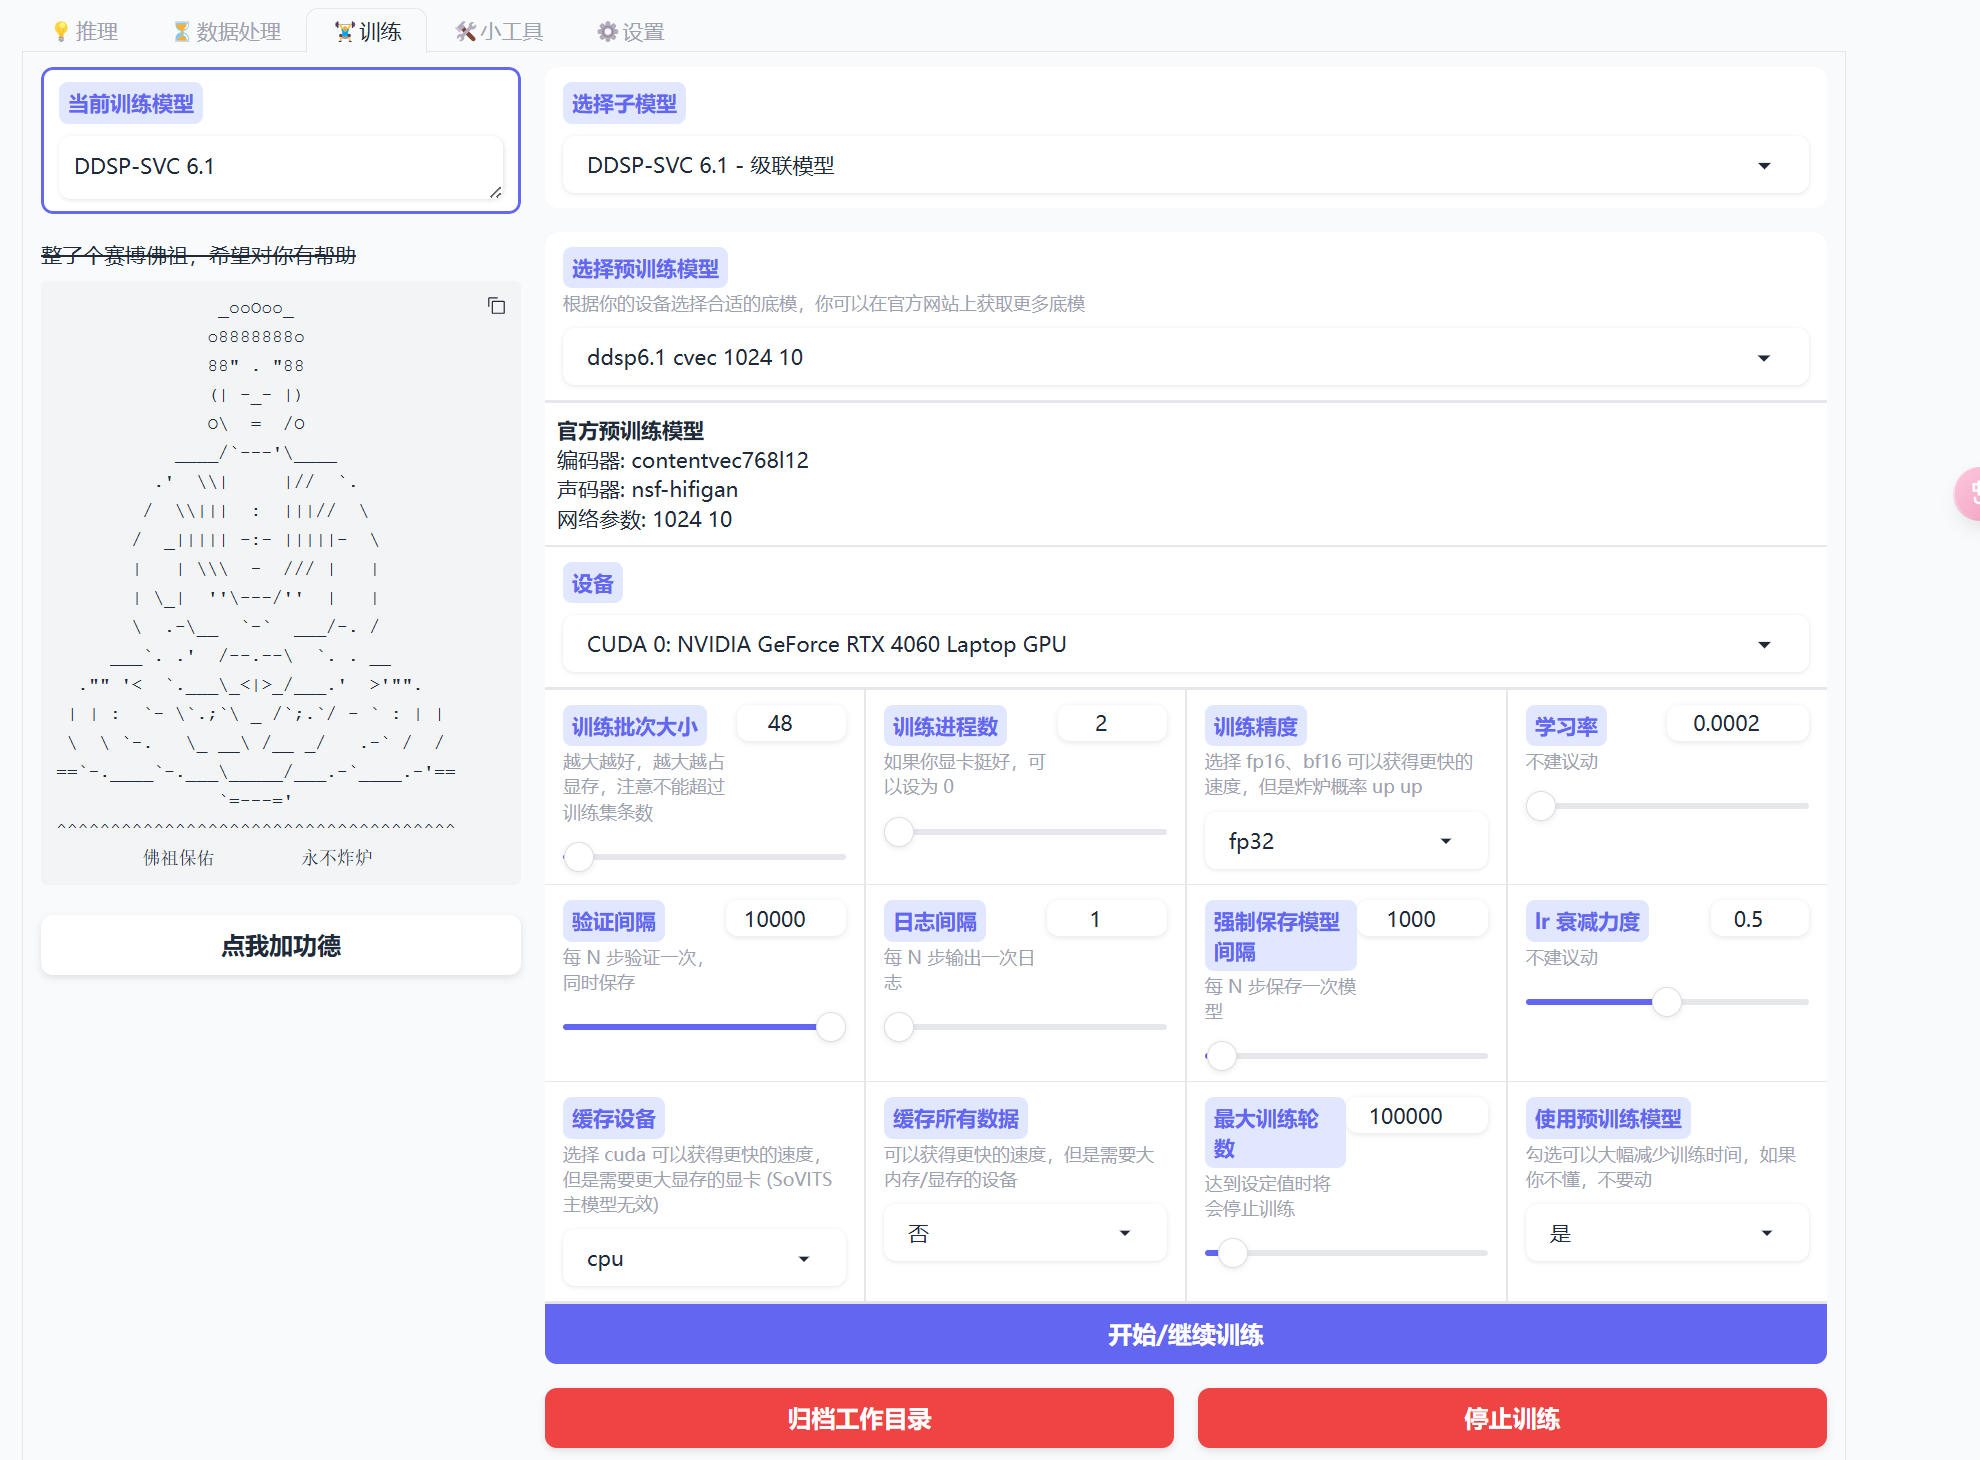 💡推理
⏳数据处理
🏋️训练
🛠️小工具
⚙️设置
当前训练模型
DDSP-SVC 6.1
整了个赛博佛祖，希望对你有帮助
_ooOoo_
o8888888o
88" . "88
(| -_- |)
O\  =  /O
____/`---'\____
.'  \\|     |//  `.
/  \\|||  :  |||//  \
/  _||||| -:- |||||-  \
|   | \\\  -  /// |   |
| \_|  ''\---/''  |   |
\  .-\__  `-`  ___/-. /
___`. .'  /--.--\  `. . __
."" '<  `.___\_<|>_/___.'  >'"".
| | :  `- \`.;`\ _ /`;.`/ - ` : | |
\  \ `-.   \_ __\ /__ _/   .-` /  /
==`-.____`-.___\_____/___.-`____.-'==
`=---='
^^^^^^^^^^^^^^^^^^^^^^^^^^^^^^^^^^^^^
佛祖保佑　　永不炸炉
点我加功德
选择子模型
DDSP-SVC 6.1 - 级联模型
选择预训练模型
根据你的设备选择合适的底模，你可以在官方网站上获取更多底模
ddsp6.1 cvec 1024 10
官方预训练模型
编码器: contentvec768l12
声码器: nsf-hifigan
网络参数: 1024 10
设备
CUDA 0: NVIDIA GeForce RTX 4060 Laptop GPU
训练批次大小
48
越大越好，越大越占
显存，注意不能超过
训练集条数
训练进程数
2
如果你显卡挺好，可
以设为 0
训练精度
选择 fp16、bf16 可以获得更快的
速度，但是炸炉概率 up up
fp32
学习率
0.0002
不建议动
验证间隔
10000
每 N 步验证一次，
同时保存
日志间隔
1
每 N 步输出一次日
志
强制保存模型
间隔
1000
每 N 步保存一次模
型
lr 衰减力度
0.5
不建议动
缓存设备
选择 cuda 可以获得更快的速度，
但是需要更大显存的显卡 (SoVITS
主模型无效)
cpu
缓存所有数据
可以获得更快的速度，但是需要大
内存/显存的设备
否
最大训练轮
数
100000
达到设定值时将
会停止训练
使用预训练模型
勾选可以大幅减少训练时间，如果
你不懂，不要动
是
开始/继续训练
归档工作目录
停止训练